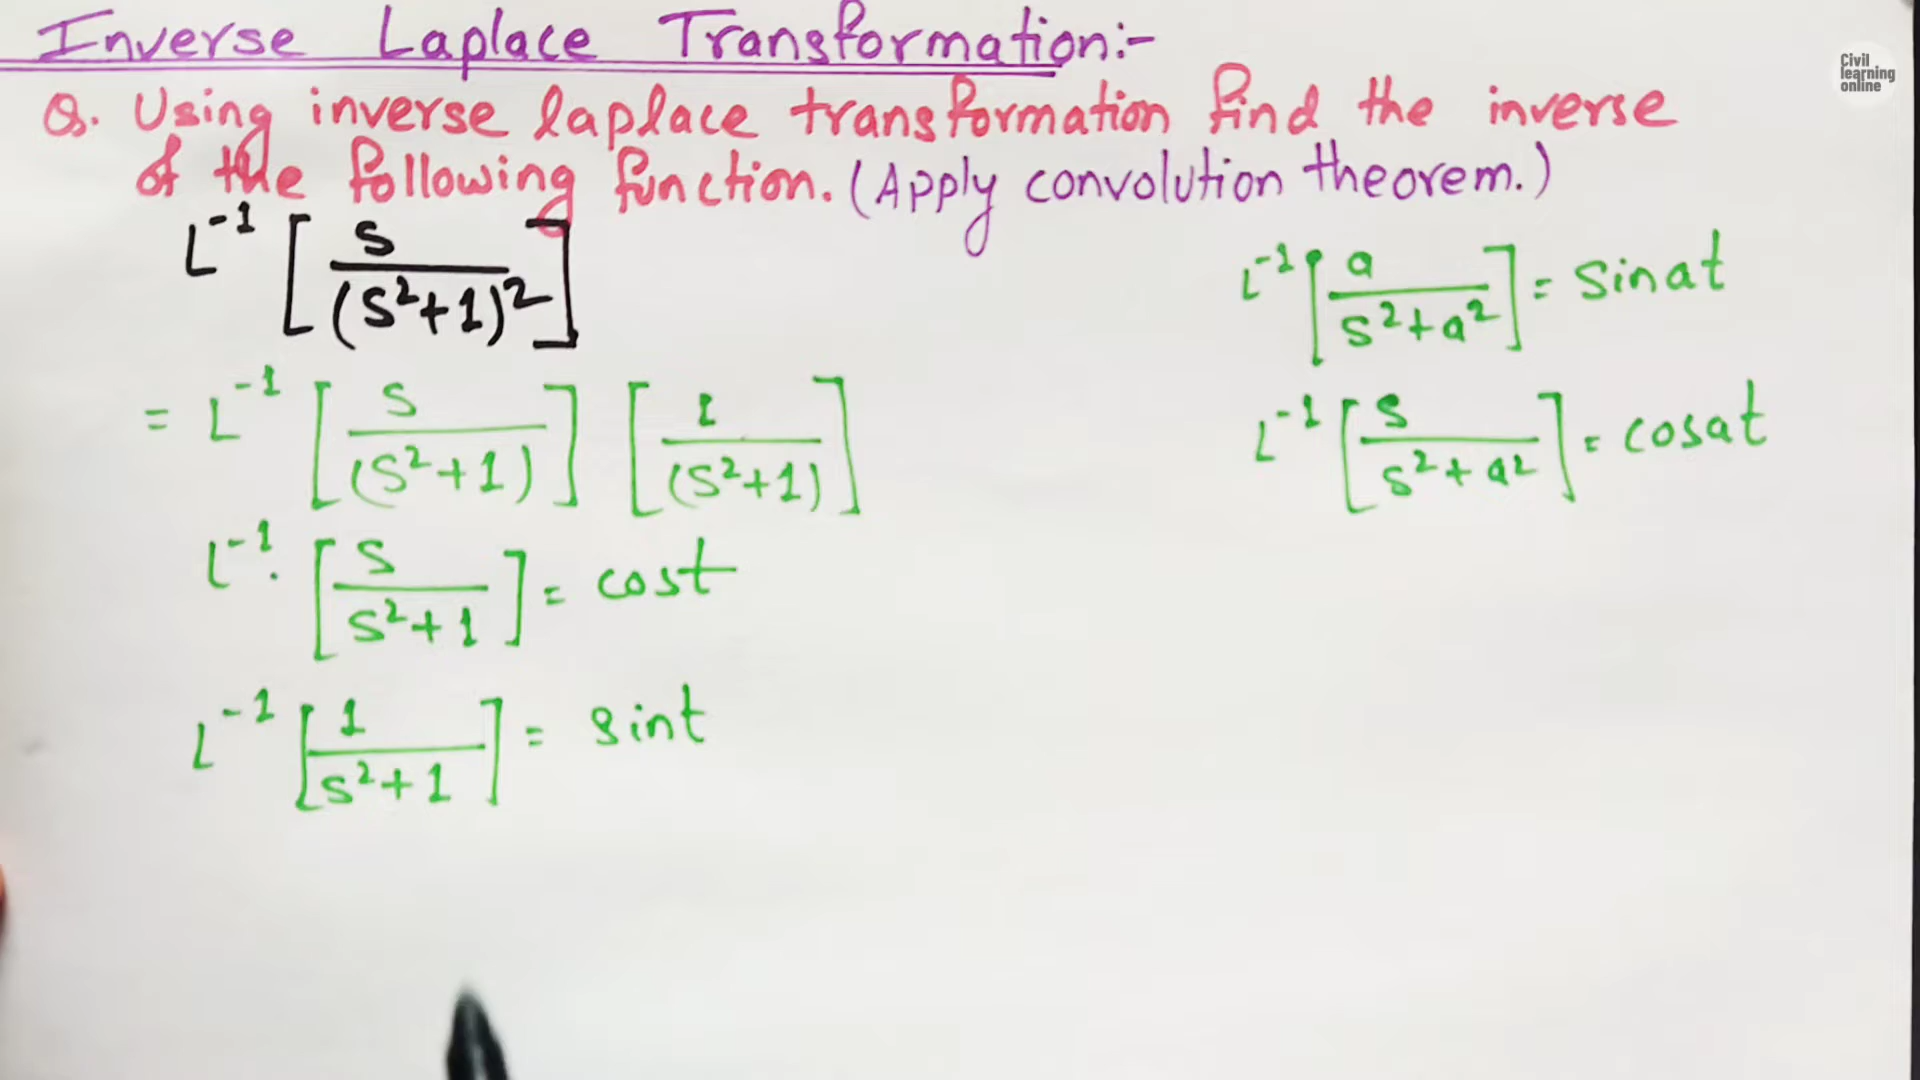 Inverse Laplace Transformation:-
Civil
learning
online
Q. Using inverse laplace transformation find the inverse
of the following function. (Apply convolution theorem.)
L⁻¹ [ s / (s²+1)² ]
= L⁻¹ [ s / (s²+1) ] [ 1 / (s²+1) ]
L⁻¹. [ s / s²+1 ] = cost
L⁻¹ [ 1 / s²+1 ] = sint
L⁻¹ [ a / s²+a² ] = sinat
L⁻¹ [ s / s²+a² ] = cosat